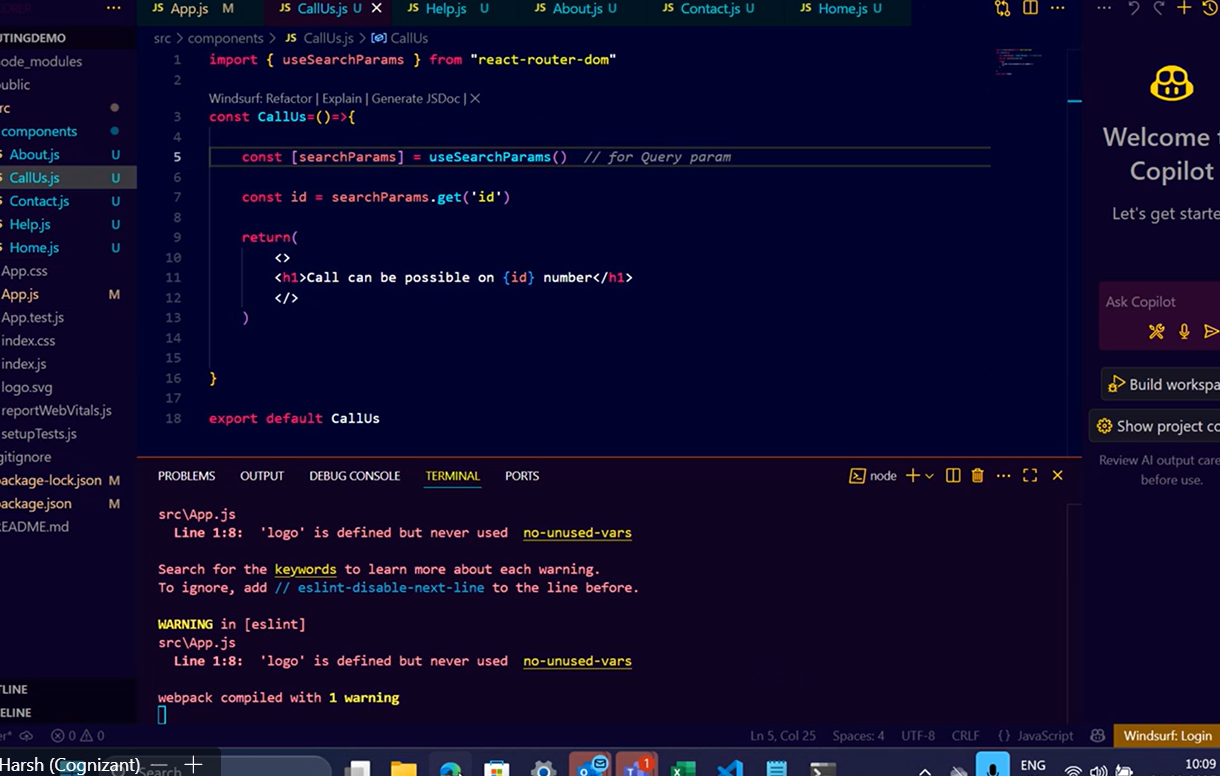 JS App.js M JS CallUs.js U JS Help.js U JS About.js U JS Contact.js U JS Home.js U
UTINGDEMO
ode_modules
ublic
rc
components
About.js U
CallUs.js U
Contact.js U
Help.js U
Home.js U
App.css
App.js M
App.test.js
index.css
index.js
logo.svg
reportWebVitals.js
setupTests.js
gitignore
ackage-lock.json M
ackage.json M
EADME.md
TLINE
ELINE
src > components > JS CallUs.js > CallUs
1 import { useSearchParams } from "react-router-dom"
2
Windsurf: Refactor | Explain | Generate JSDoc | X
3 const CallUs=()=>{
4
5 const [searchParams] = useSearchParams() // for Query param
6
7 const id = searchParams.get('id')
8
9 return(
10 <>
11 <h1>Call can be possible on {id} number</h1>
12 </>
13 )
14
15
16 }
17
18 export default CallUs
PROBLEMS OUTPUT DEBUG CONSOLE TERMINAL PORTS node
src\App.js
Line 1:8: 'logo' is defined but never used no-unused-vars
Search for the keywords to learn more about each warning.
To ignore, add // eslint-disable-next-line to the line before.
WARNING in [eslint]
src\App.js
Line 1:8: 'logo' is defined but never used no-unused-vars
webpack compiled with 1 warning
Welcome t
Copilot
Let's get starte
Ask Copilot
Build workspa
Show project co
Review AI output care
before use.
er* 0 0 Ln 5, Col 25 Spaces: 4 UTF-8 CRLF {} JavaScript Windsurf: Login
Harsh (Cognizant)
Search
1
ENG
10:09